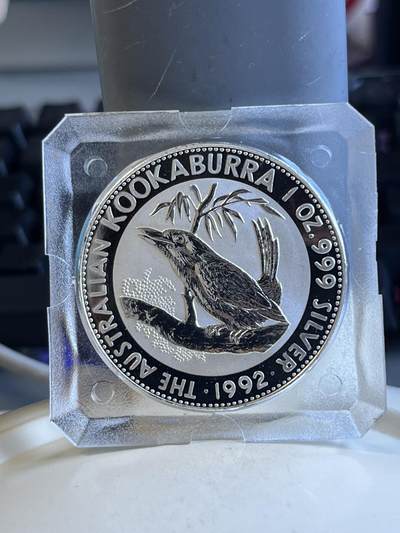 THE AUSTRALIAN KOOKABURRA 1 OZ. 999 SILVER
· 1992 ·